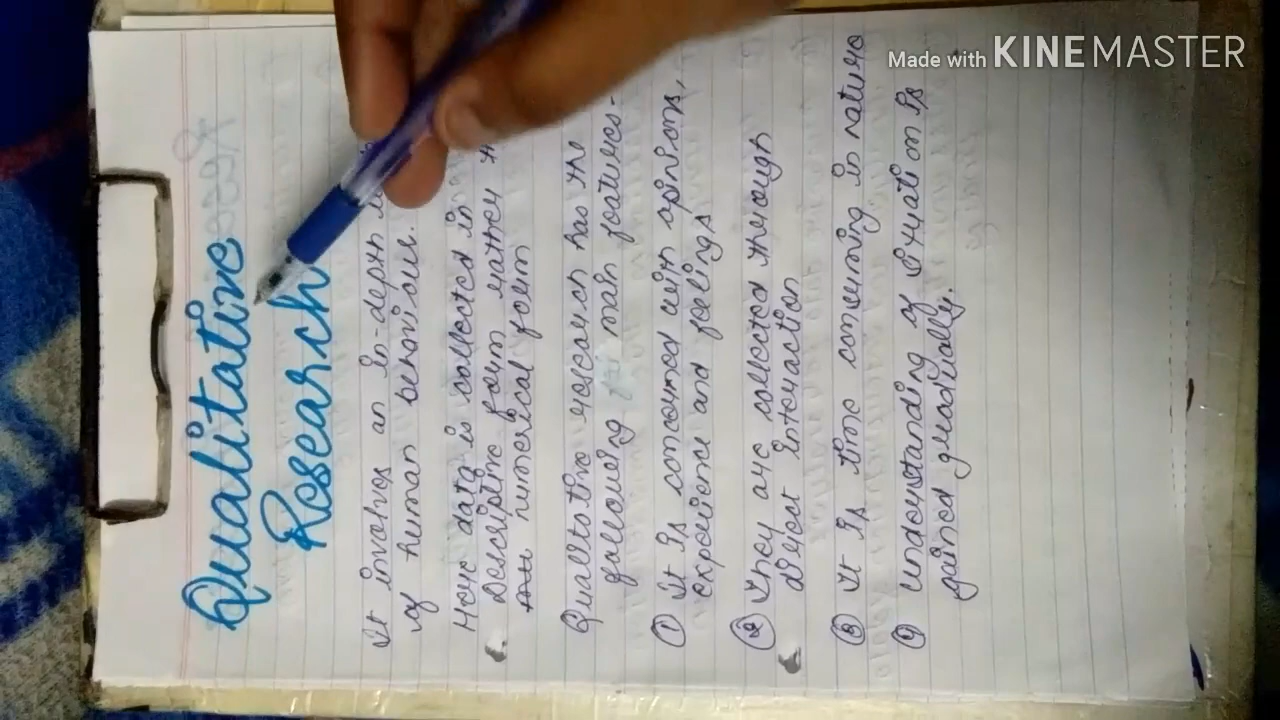 Made with KINEMASTER
Qualitative
Research
It involves an in-depth
of human behaviour.
Here data is collected in
Descriptive form rather
numerical form
Qualitative research has the
following main features-
① It is concerned with opinions,
experience and feelings
② They are collected through
direct interaction
③ It is time consuming in nature
④ understanding of situation is
gained gradually.